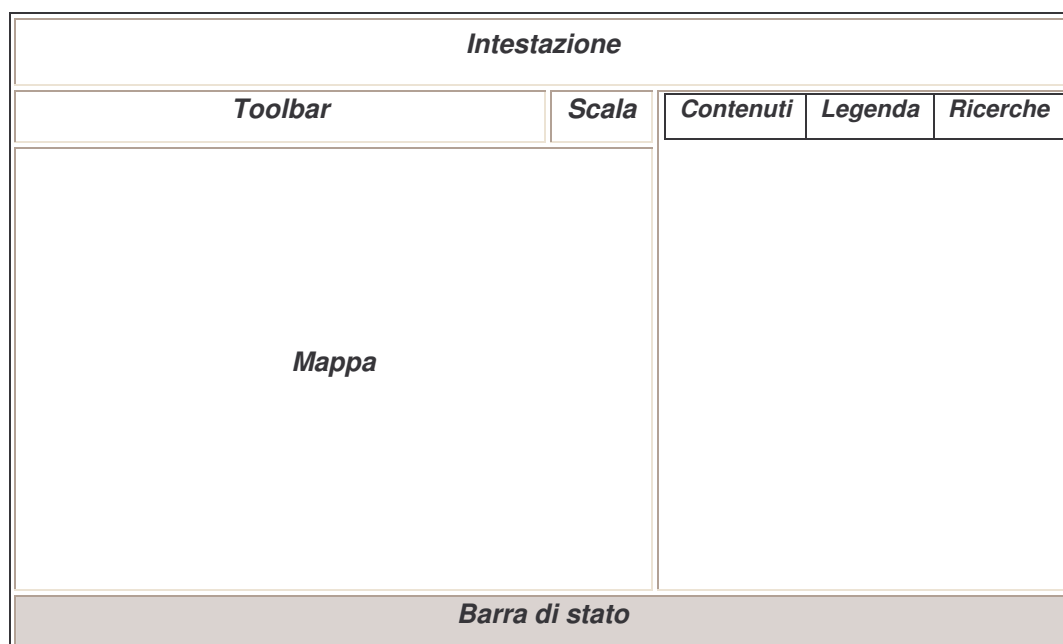 Intestazione
Toolbar
Scala
Contenuti
Legenda
Ricerche
Mappa
Barra di stato